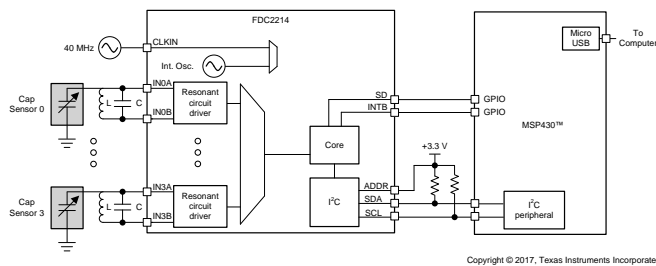 FDC2214
CLKIN
40 MHz
Int. Osc.
Cap
Sensor 0
L
C
IN0A
IN0B
Resonant
circuit
driver
Cap
Sensor 3
L
C
IN3A
IN3B
Resonant
circuit
driver
Core
I²C
SD
INTB
ADDR
SDA
SCL
+3.3 V
GPIO
GPIO
MSP430™
Micro
USB
To
Computer
I²C
peripheral
Copyright © 2017, Texas Instruments Incorporate